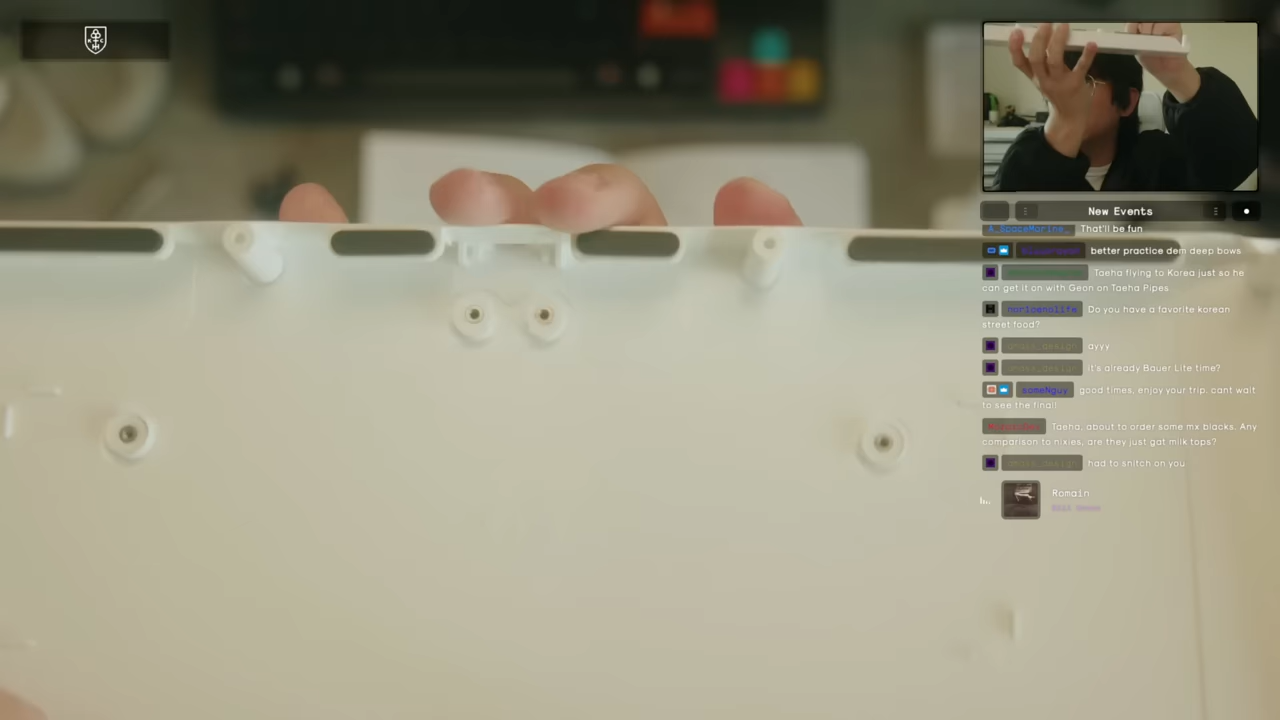 New Events
A_SpaceMarine_ That'll be fun
better practice dem deep bows
Taeha flying to Korea just so he
can get it on with Geon on Taeha Pipes.
Do you have a favorite korean
street food?
ayyy
it's already Bauer Lite time?
someNguy good times, enjoy your trip. cant wait
to see the final!
Taeha, about to order some mx blacks. Any
comparison to nixies, are they just gat milk tops?
had to snitch on you
Romain